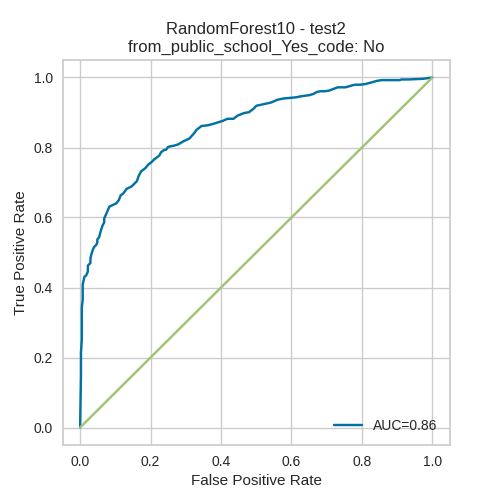 RandomForest10 - test2
from_public_school_Yes_code: No
True Positive Rate
1.0
0.8
0.6
0.4
0.2
0.0
AUC=0.86
0.0 0.2 0.4 0.6 0.8 1.0
False Positive Rate